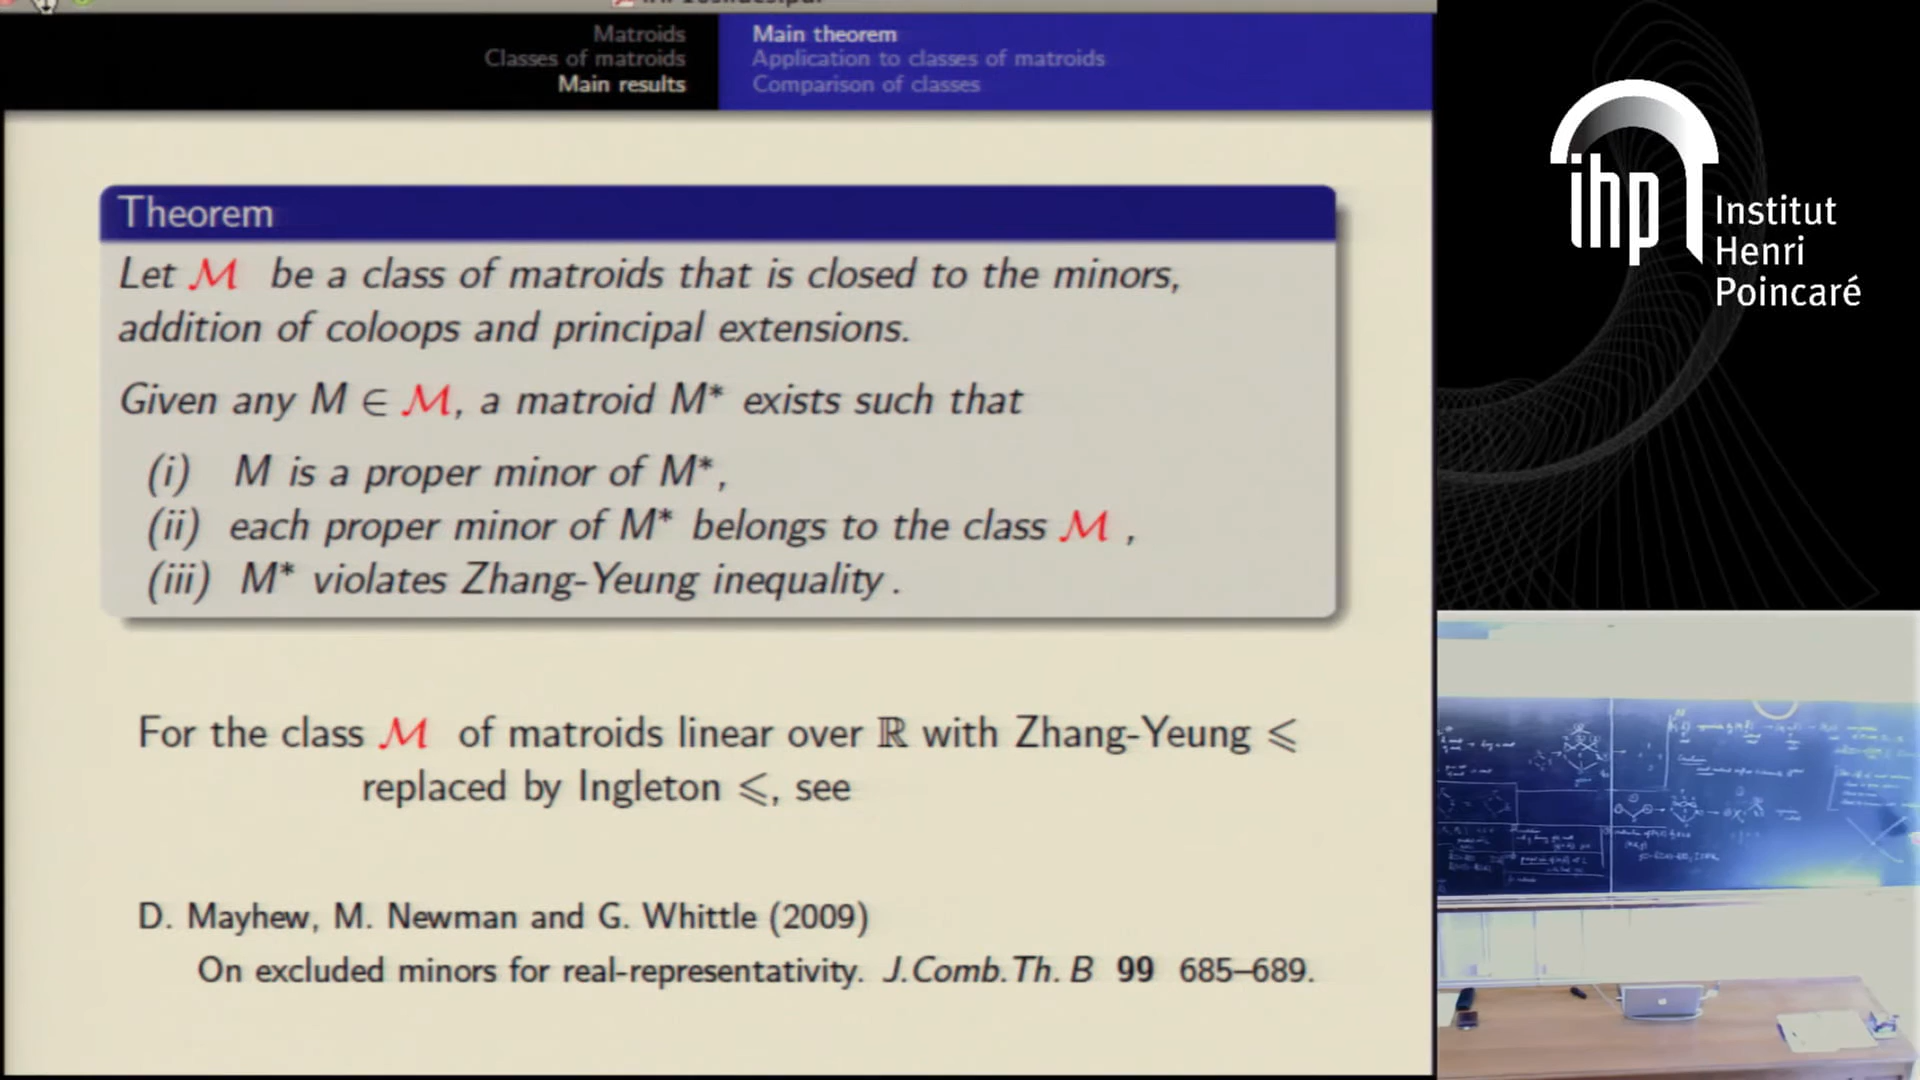 Matroids
Classes of matroids
Main results
Main theorem
Application to classes of matroids
Comparison of classes
Theorem
Let ℳ be a class of matroids that is closed to the minors,
addition of coloops and principal extensions.
Given any M ∈ ℳ, a matroid M* exists such that
(i) M is a proper minor of M*,
(ii) each proper minor of M* belongs to the class ℳ ,
(iii) M* violates Zhang-Yeung inequality .
For the class ℳ of matroids linear over ℝ with Zhang-Yeung ⩽
replaced by Ingleton ⩽, see
D. Mayhew, M. Newman and G. Whittle (2009)
On excluded minors for real-representativity. J.Comb.Th. B 99 685–689.
ihp Institut
Henri
Poincaré